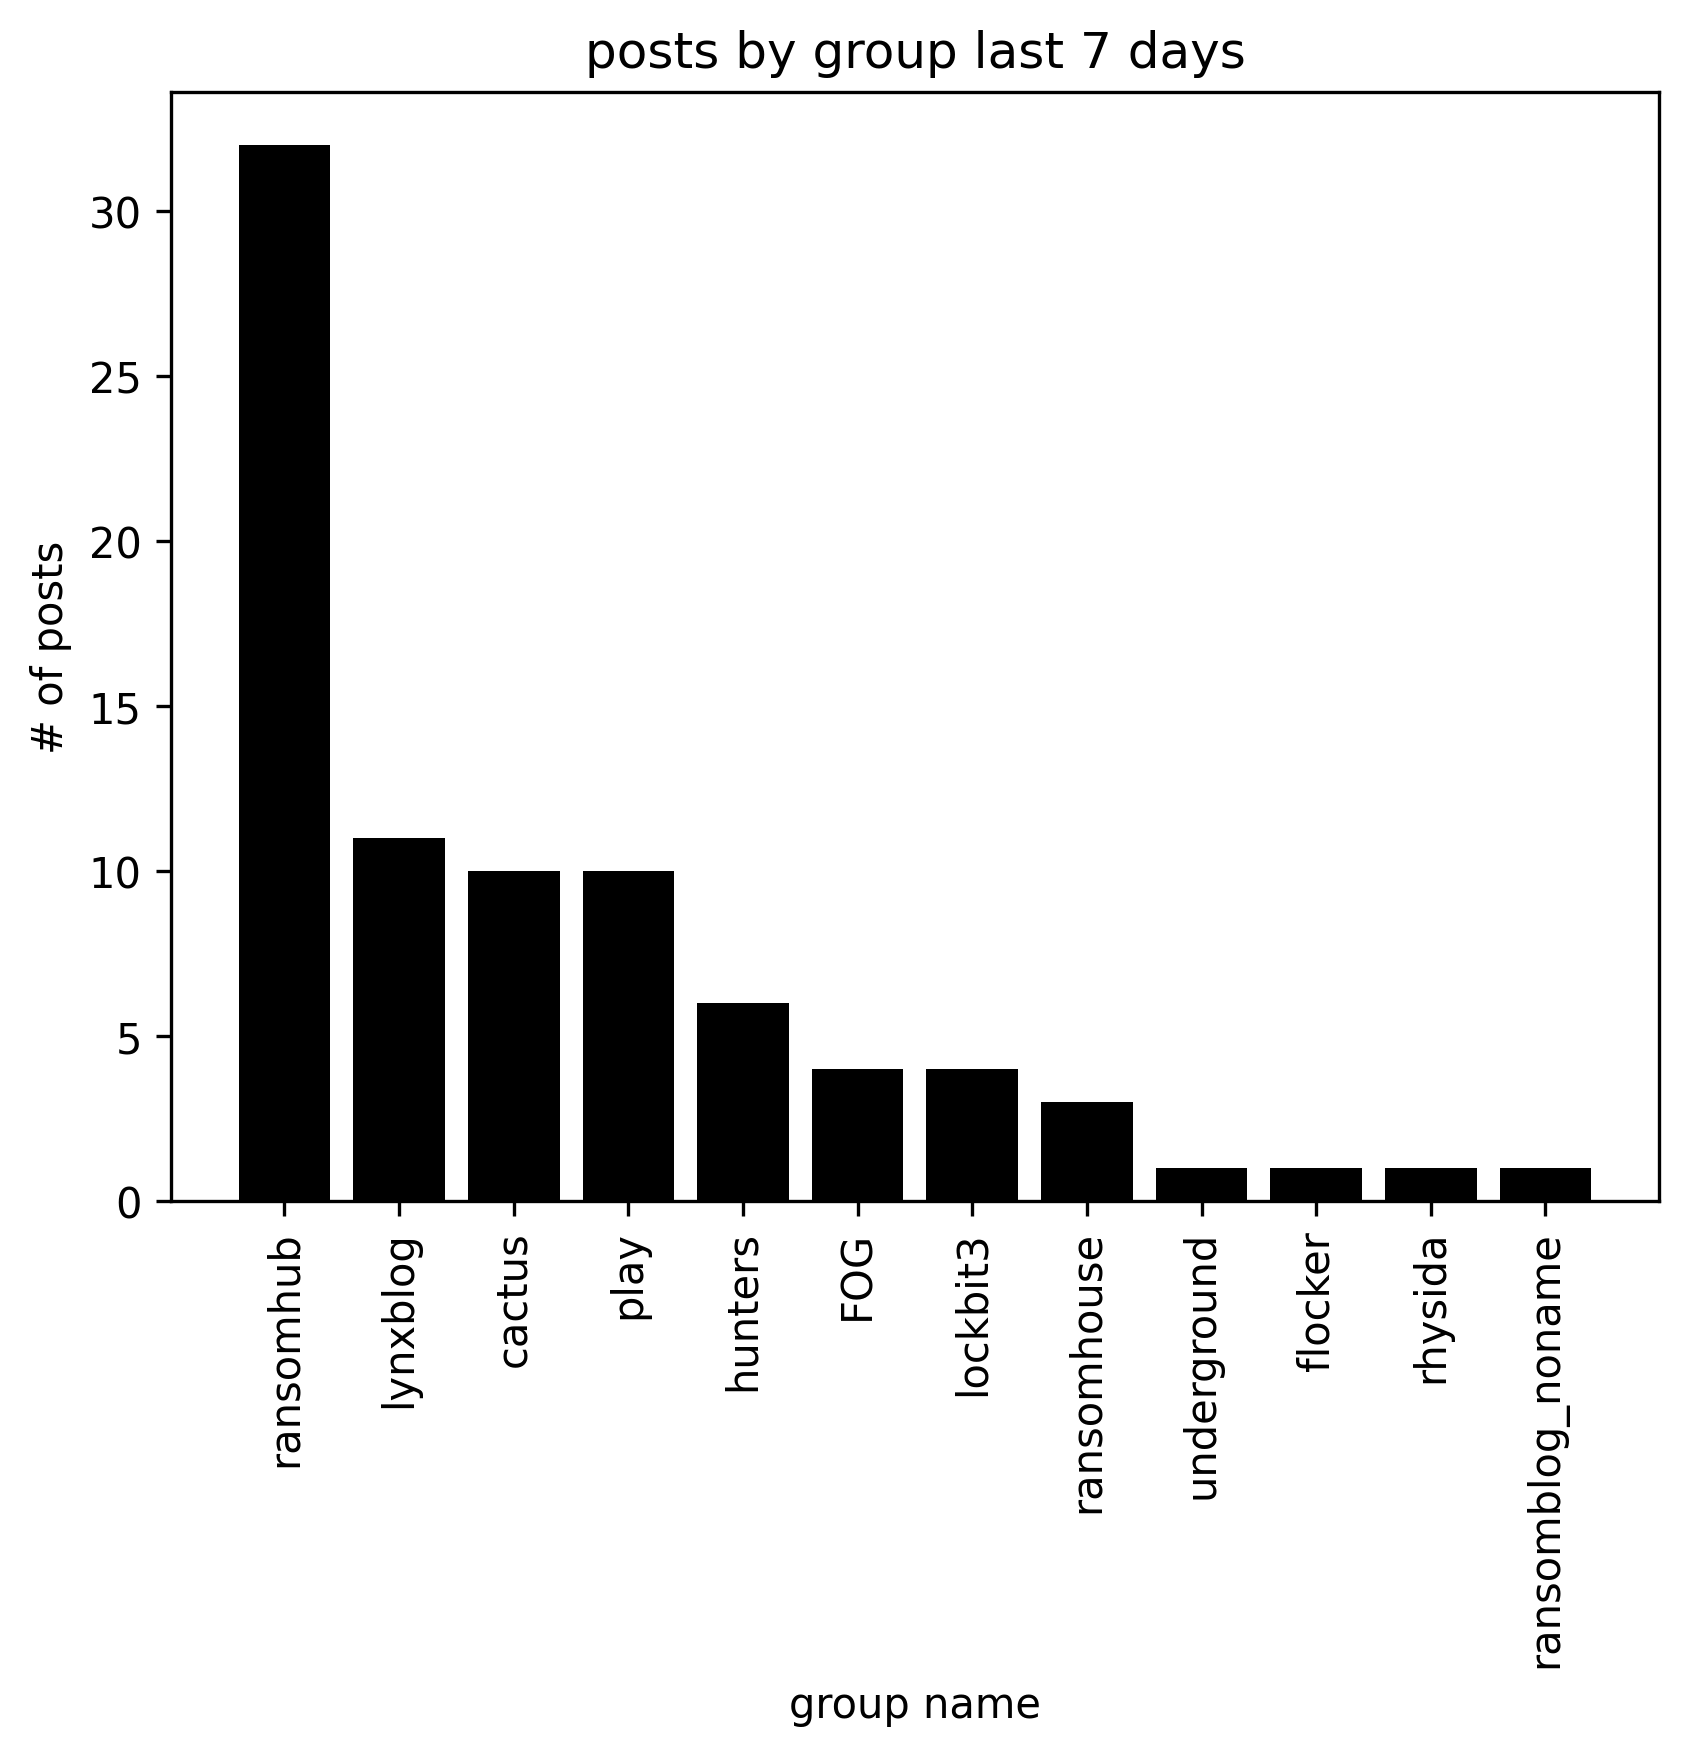 posts by group last 7 days
# of posts
30
25
20
15
10
5
0
ransomhub
lynxblog
cactus
play
hunters
FOG
lockbit3
ransomhouse
underground
flocker
rhysida
ransomblog_noname
group name